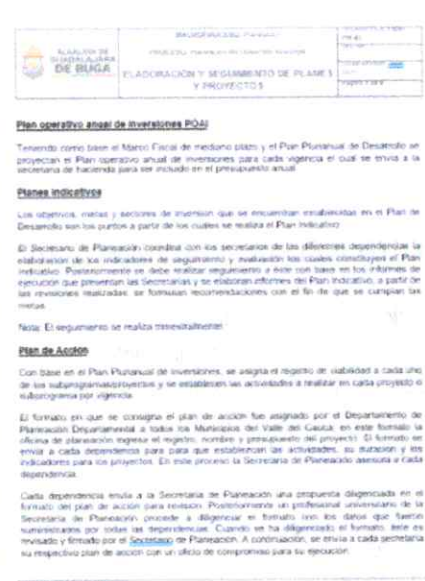 ALCALDÍA DE
GUADALAJARA
DE BUGA
ELABORACIÓN Y SEGUIMIENTO DE PLANES
Y PROYECTOS
Plan operativo anual de inversiones POAI
Teniendo como base el Marco Fiscal de mediano plazo y el Plan Plurianual de Desarrollo se
proyectan el Plan operativo anual de inversiones para cada vigencia el cual se envia a la
secretaria de hacienda para ser incluido en el presupuesto anual
Planes indicativos
Los objetivos, metas y sectores de inversión que se encuentran establecidas en el Plan de
Desarrollo son los puntos a partir de los cuales se realiza el Plan Indicativo
El Secretario de Planeación coordina con los secretarios de las diferentes dependencias la
elaboración de los indicadores de seguimiento y evaluación los cuales constituyen el Plan
Indicativo. Posteriormente se debe realizar seguimiento a éste con base en los informes de
ejecución que presentan las Secretarias y se elaboran informes del Plan Indicativo, a partir de
las revisiones realizadas, se formulan recomendaciones con el fin de que se cumplan las
metas.
Nota: El seguimiento se realiza trimestralmente
Plan de Acción
Con base en el Plan Plurianual de inversiones, se asigna el registro de viabilidad a cada uno
de los subprogramas/proyectos y se establecen las actividades a realizar en cada proyecto o
subprograma por vigencia.
El formato en que se consigna el plan de acción fue asignado por el Departamento de
Planeación Departamental a todos los Municipios del Valle del Cauca, en este formato la
oficina de planeación ingresa el registro, nombre y presupuesto del proyecto. El formato se
envia a cada dependencia para para que establezcan las actividades, su duración y los
indicadores para los proyectos. En este proceso la Secretaria de Planeación asesora a cada
dependencia.
Cada dependencia envía a la Secretaria de Planeación una propuesta diligenciada en el
formato del plan de acción para revisión. Posteriormente un profesional universitario de la
Secretaria de Planeación procede a diligenciar el formato con los datos que fueron
suministrados por todas las dependencias. Cuando se ha diligenciado el formato, éste es
revisado y firmado por el Secretario de Planeación. A continuación, se envia a cada secretaria
su respectivo plan de acción con un oficio de compromiso para su ejecución.